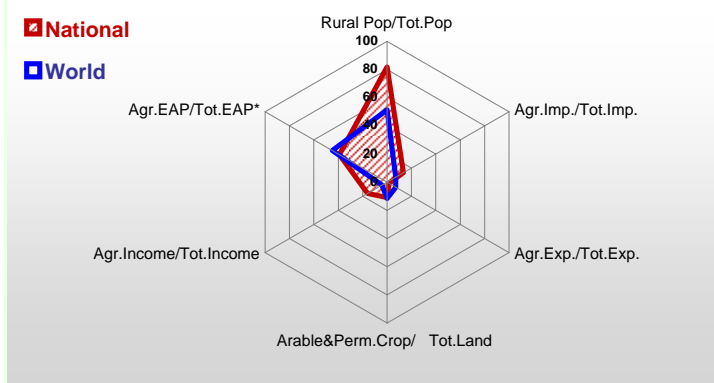 National
World
Rural Pop/Tot.Pop
100
80
60
40
20
0
Agr.EAP/Tot.EAP*
Agr.Imp./Tot.Imp.
Agr.Income/Tot.Income
Agr.Exp./Tot.Exp.
Arable&Perm.Crop/ Tot.Land